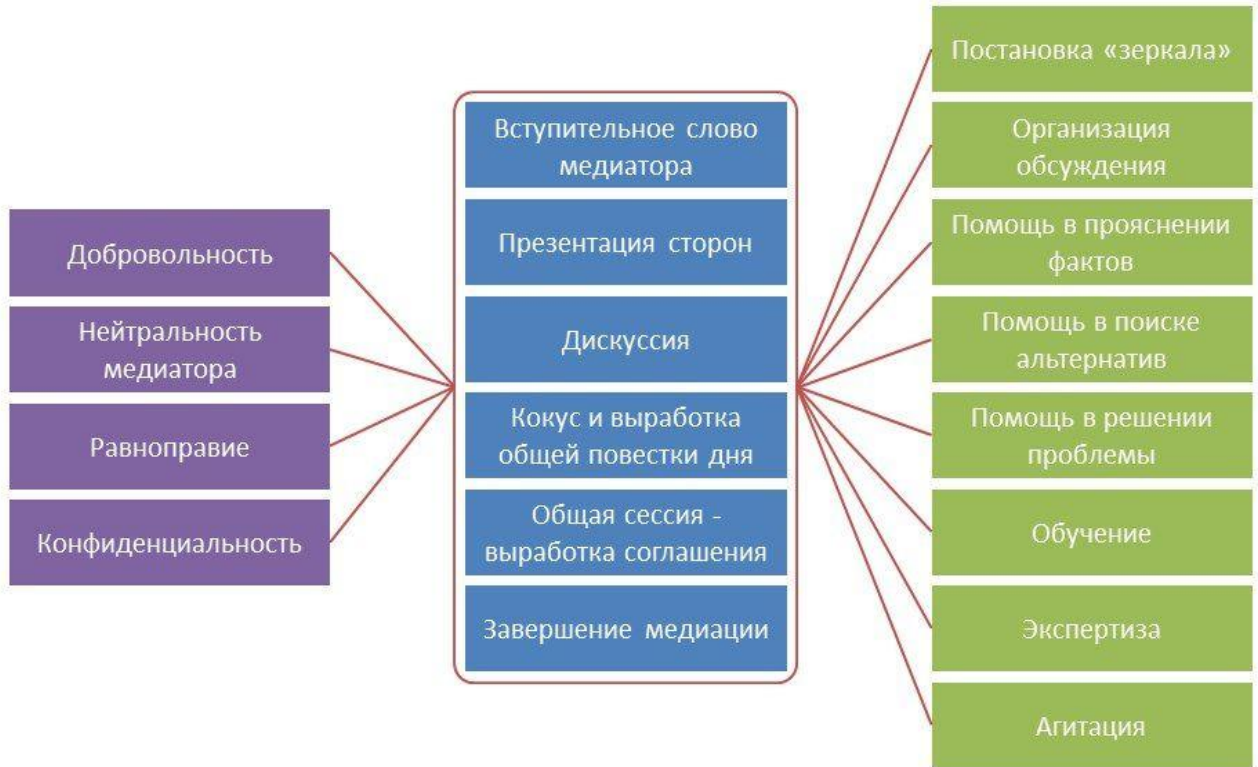 Добровольность
Нейтральность
медиатора
Равноправие
Конфиденциальность
Вступительное слово
медиатора
Презентация сторон
Дискуссия
Кокус и выработка
общей повестки дня
Общая сессия -
выработка соглашения
Завершение медиации
Постановка «зеркала»
Организация
обсуждения
Помощь в прояснении
фактов
Помощь в поиске
альтернатив
Помощь в решении
проблемы
Обучение
Экспертиза
Агитация